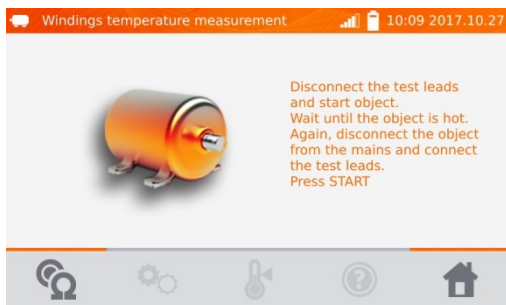 Windings temperature measurement 10:09 2017.10.27
Disconnect the test leads
and start object.
Wait until the object is hot.
Again, disconnect the object
from the mains and connect
the test leads.
Press START